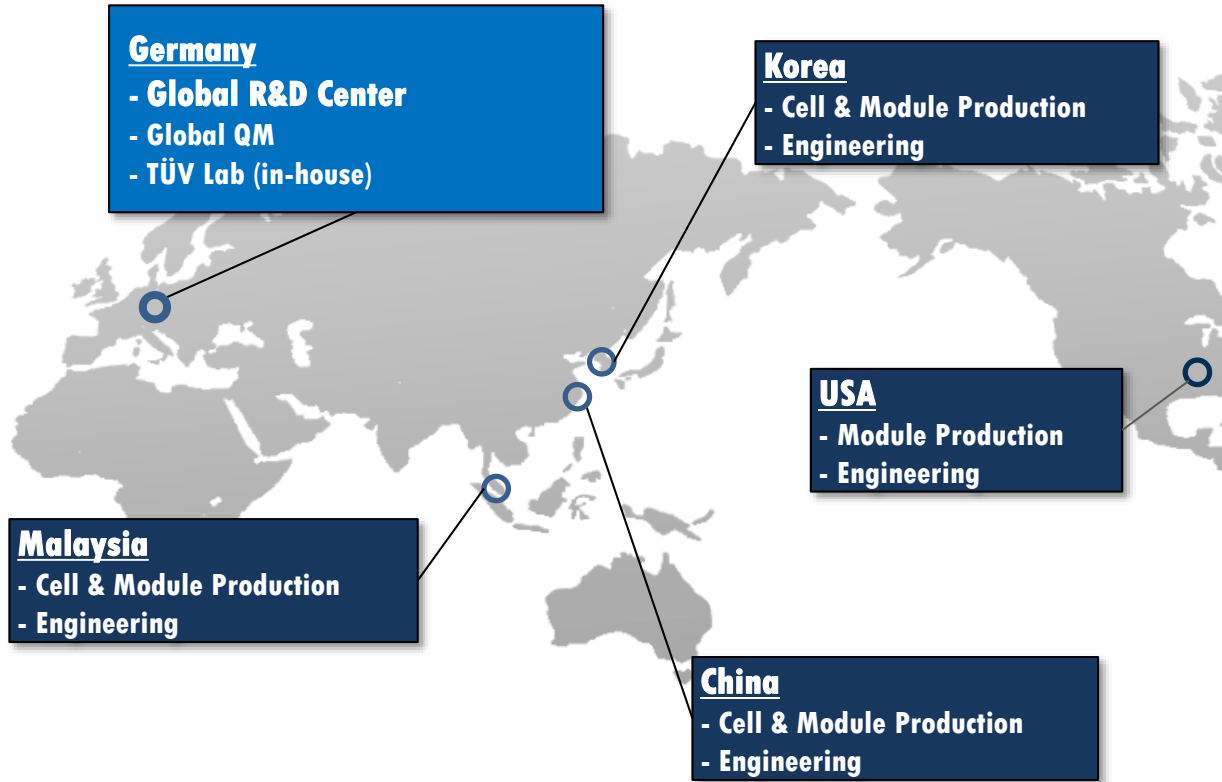 Germany
- Global R&D Center
- Global QM
- TÜV Lab (in-house)
Korea
- Cell & Module Production
- Engineering
USA
- Module Production
- Engineering
Malaysia
- Cell & Module Production
- Engineering
China
- Cell & Module Production
- Engineering